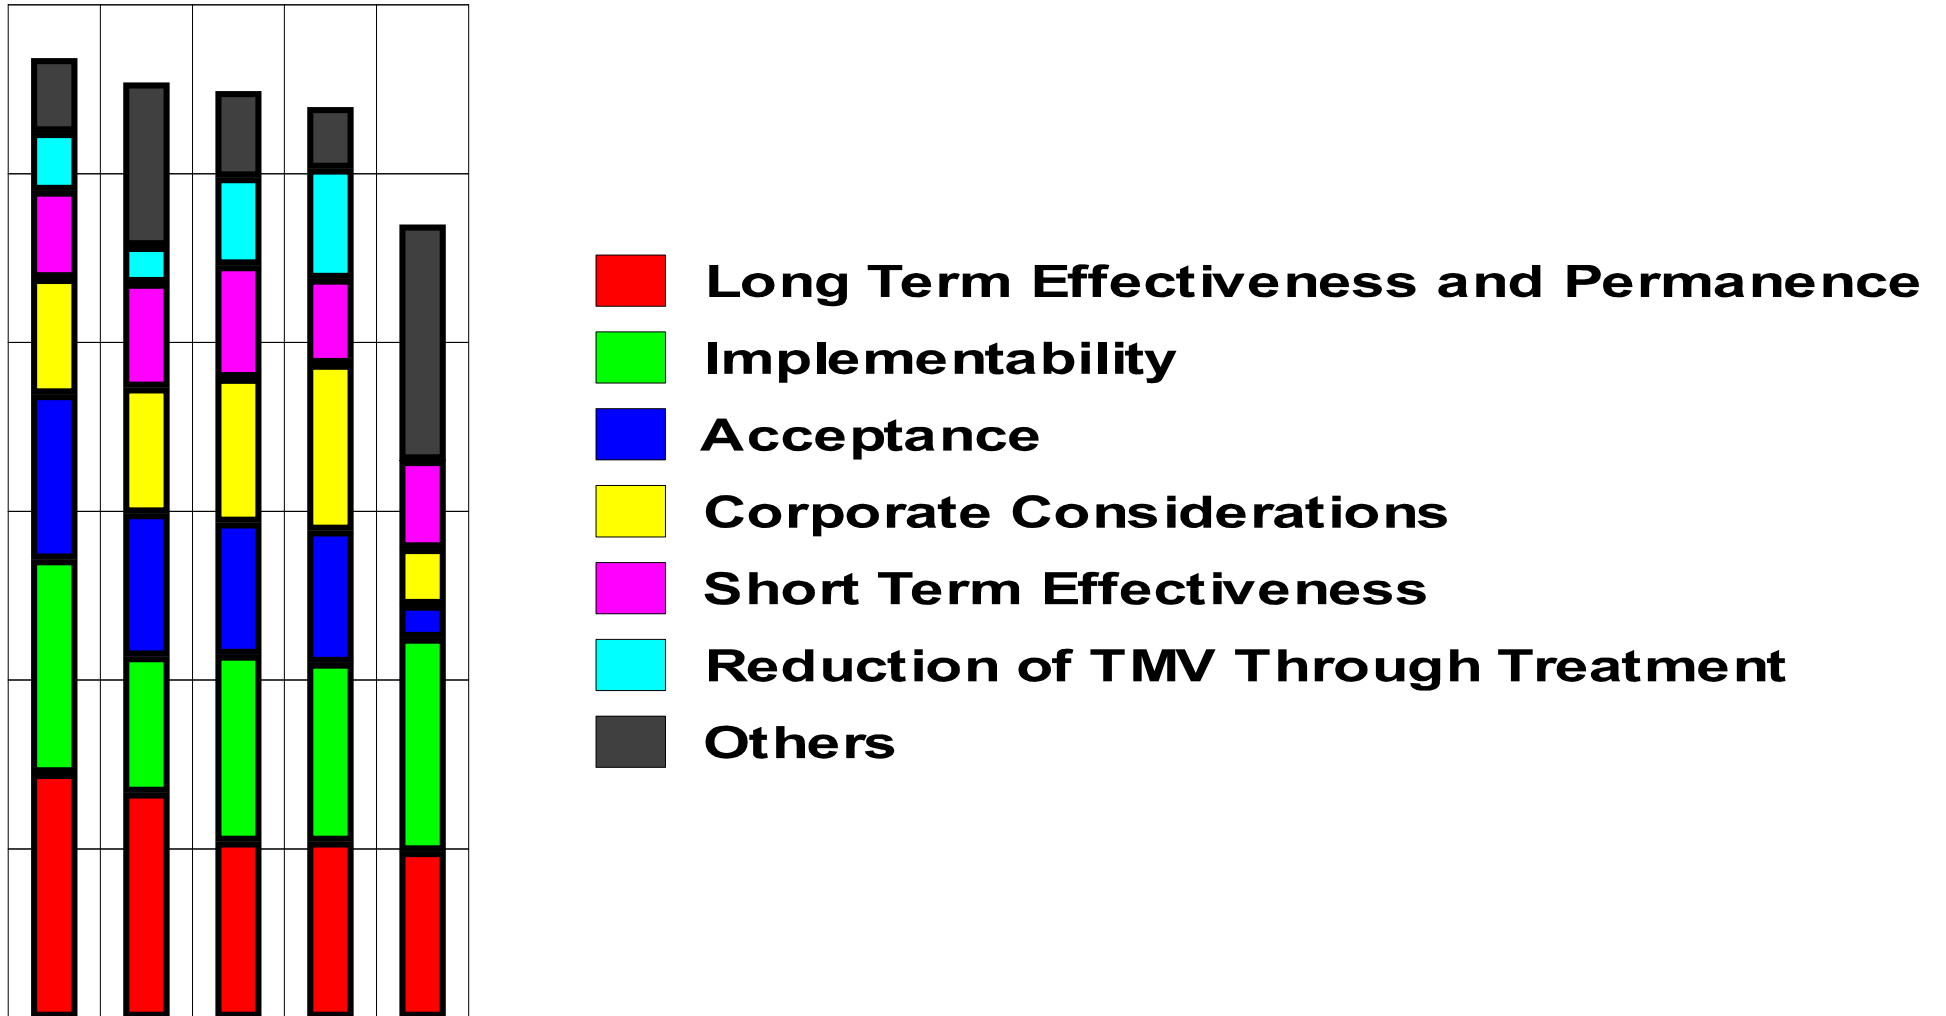 Long Term Effectiveness and Permanence
Implementability
Acceptance
Corporate Considerations
Short Term Effectiveness
Reduction of TMV Through Treatment
Others